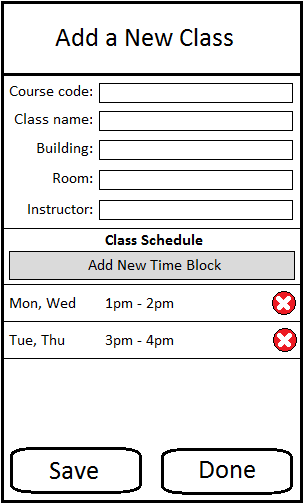 Add a New Class
Course code:
Class name:
Building:
Room:
Instructor:
Class Schedule
Add New Time Block
Mon, Wed 1pm - 2pm
Tue, Thu 3pm - 4pm
Save Done